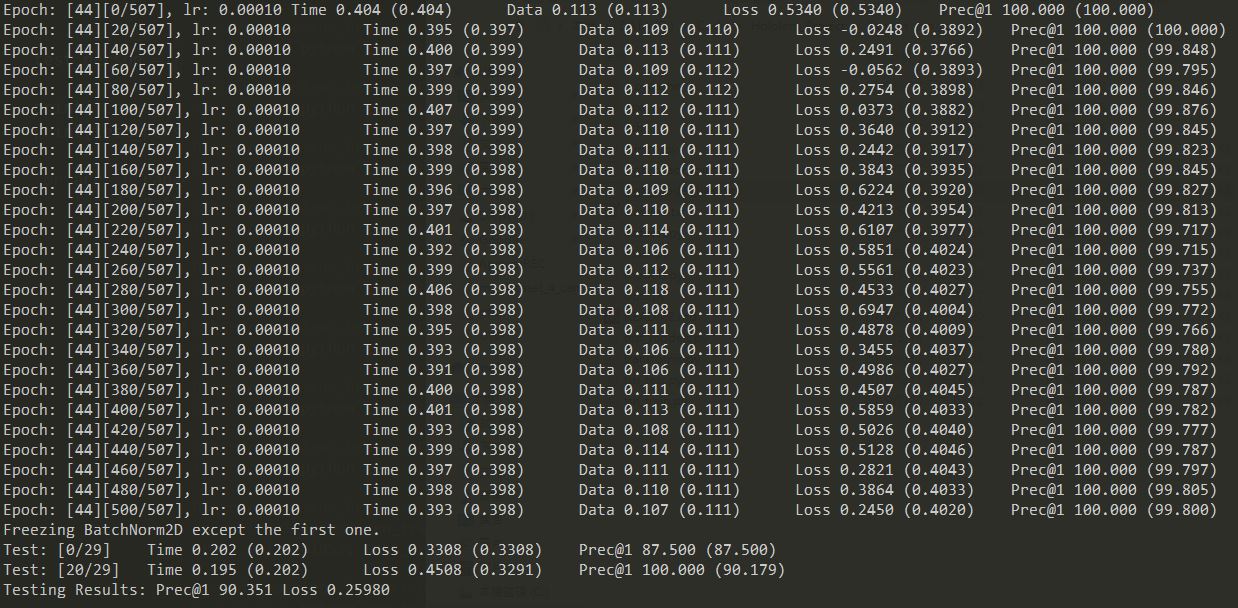 Epoch: [44][0/507], lr: 0.00010 Time 0.404 (0.404) Data 0.113 (0.113) Loss 0.5340 (0.5340) Prec@1 100.000 (100.000)
Epoch: [44][20/507], lr: 0.00010 Time 0.395 (0.397) Data 0.109 (0.110) Loss -0.0248 (0.3892) Prec@1 100.000 (100.000)
Epoch: [44][40/507], lr: 0.00010 Time 0.400 (0.399) Data 0.113 (0.111) Loss 0.2491 (0.3766) Prec@1 100.000 (99.848)
Epoch: [44][60/507], lr: 0.00010 Time 0.397 (0.399) Data 0.109 (0.112) Loss -0.0562 (0.3893) Prec@1 100.000 (99.795)
Epoch: [44][80/507], lr: 0.00010 Time 0.399 (0.399) Data 0.112 (0.112) Loss 0.2754 (0.3898) Prec@1 100.000 (99.846)
Epoch: [44][100/507], lr: 0.00010 Time 0.407 (0.399) Data 0.112 (0.111) Loss 0.0373 (0.3882) Prec@1 100.000 (99.876)
Epoch: [44][120/507], lr: 0.00010 Time 0.397 (0.399) Data 0.110 (0.111) Loss 0.3640 (0.3912) Prec@1 100.000 (99.845)
Epoch: [44][140/507], lr: 0.00010 Time 0.398 (0.398) Data 0.111 (0.111) Loss 0.2442 (0.3917) Prec@1 100.000 (99.823)
Epoch: [44][160/507], lr: 0.00010 Time 0.399 (0.398) Data 0.110 (0.111) Loss 0.3843 (0.3935) Prec@1 100.000 (99.845)
Epoch: [44][180/507], lr: 0.00010 Time 0.396 (0.398) Data 0.109 (0.111) Loss 0.6224 (0.3920) Prec@1 100.000 (99.827)
Epoch: [44][200/507], lr: 0.00010 Time 0.397 (0.398) Data 0.110 (0.111) Loss 0.4213 (0.3954) Prec@1 100.000 (99.813)
Epoch: [44][220/507], lr: 0.00010 Time 0.401 (0.398) Data 0.114 (0.111) Loss 0.6107 (0.3977) Prec@1 100.000 (99.717)
Epoch: [44][240/507], lr: 0.00010 Time 0.392 (0.398) Data 0.106 (0.111) Loss 0.5851 (0.4024) Prec@1 100.000 (99.715)
Epoch: [44][260/507], lr: 0.00010 Time 0.399 (0.398) Data 0.112 (0.111) Loss 0.5561 (0.4023) Prec@1 100.000 (99.737)
Epoch: [44][280/507], lr: 0.00010 Time 0.406 (0.398) Data 0.118 (0.111) Loss 0.4533 (0.4027) Prec@1 100.000 (99.755)
Epoch: [44][300/507], lr: 0.00010 Time 0.398 (0.398) Data 0.108 (0.111) Loss 0.6947 (0.4004) Prec@1 100.000 (99.772)
Epoch: [44][320/507], lr: 0.00010 Time 0.395 (0.398) Data 0.111 (0.111) Loss 0.4878 (0.4009) Prec@1 100.000 (99.766)
Epoch: [44][340/507], lr: 0.00010 Time 0.393 (0.398) Data 0.106 (0.111) Loss 0.3455 (0.4037) Prec@1 100.000 (99.780)
Epoch: [44][360/507], lr: 0.00010 Time 0.391 (0.398) Data 0.106 (0.111) Loss 0.4986 (0.4027) Prec@1 100.000 (99.792)
Epoch: [44][380/507], lr: 0.00010 Time 0.400 (0.398) Data 0.111 (0.111) Loss 0.4507 (0.4045) Prec@1 100.000 (99.787)
Epoch: [44][400/507], lr: 0.00010 Time 0.401 (0.398) Data 0.113 (0.111) Loss 0.5859 (0.4033) Prec@1 100.000 (99.782)
Epoch: [44][420/507], lr: 0.00010 Time 0.393 (0.398) Data 0.108 (0.111) Loss 0.5026 (0.4040) Prec@1 100.000 (99.777)
Epoch: [44][440/507], lr: 0.00010 Time 0.399 (0.398) Data 0.114 (0.111) Loss 0.5128 (0.4046) Prec@1 100.000 (99.787)
Epoch: [44][460/507], lr: 0.00010 Time 0.397 (0.398) Data 0.111 (0.111) Loss 0.2821 (0.4043) Prec@1 100.000 (99.797)
Epoch: [44][480/507], lr: 0.00010 Time 0.398 (0.398) Data 0.110 (0.111) Loss 0.3864 (0.4033) Prec@1 100.000 (99.805)
Epoch: [44][500/507], lr: 0.00010 Time 0.393 (0.398) Data 0.107 (0.111) Loss 0.2450 (0.4020) Prec@1 100.000 (99.800)
Freezing BatchNorm2D except the first one.
Test: [0/29] Time 0.202 (0.202) Loss 0.3308 (0.3308) Prec@1 87.500 (87.500)
Test: [20/29] Time 0.195 (0.202) Loss 0.4508 (0.3291) Prec@1 100.000 (90.179)
Testing Results: Prec@1 90.351 Loss 0.25980